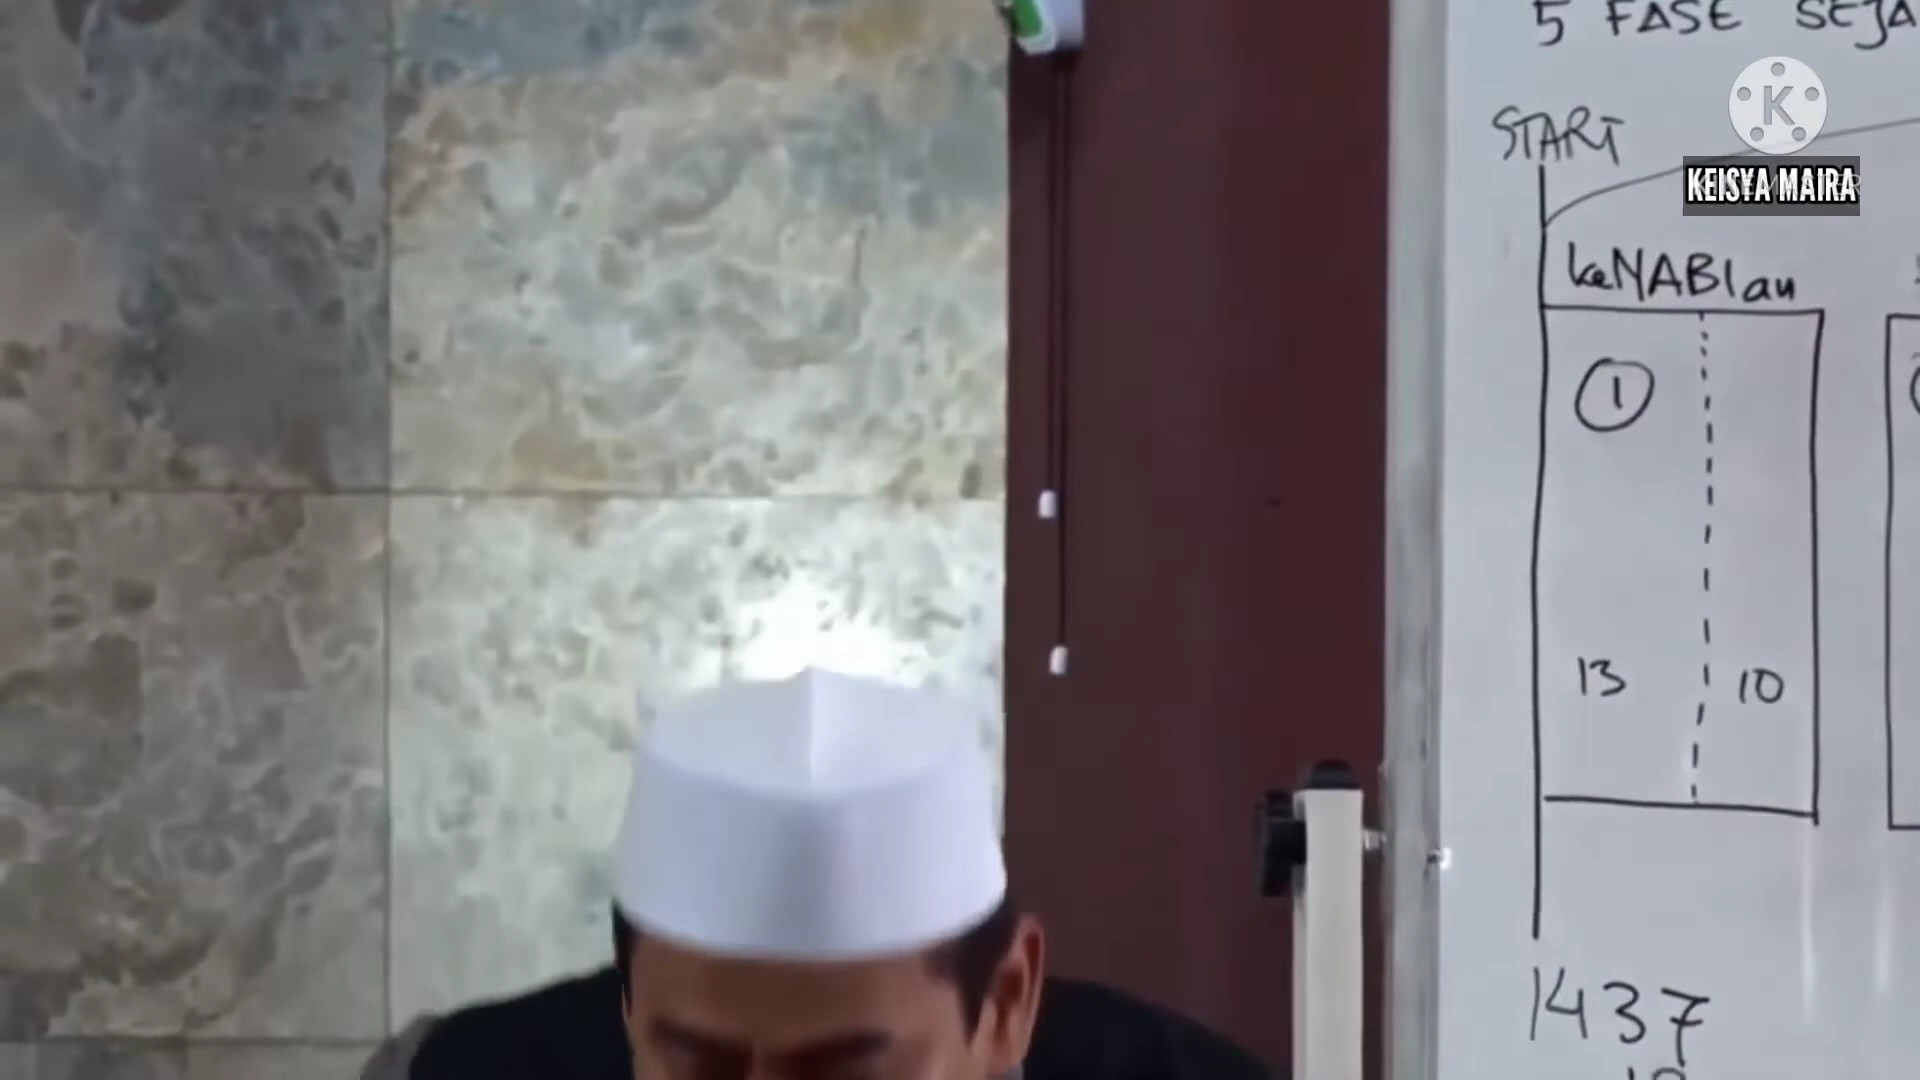 5 FASE SEJA
START
K
KEISYA MAIRA
keNABIan
1
13 10
1437